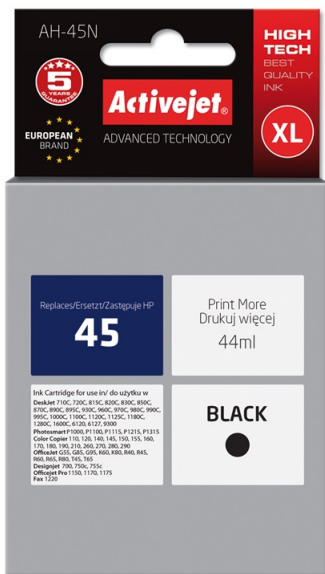 AH-45N
HIGH
TECH
BEST
QUALITY
INK
5
YEARS
GUARANTEE
Activejet®
ADVANCED TECHNOLOGY
EUROPEAN
BRAND
XL
Replaces/Ersetzt/Zastępuje HP
45
Print More
Drukuj więcej
44ml
Ink Cartridge for use in/ do użytku w
DeskJet 710C, 720C, 815C, 820C, 830C, 850C,
870C, 890C, 895C, 930C, 960C, 970C, 980C, 990C,
995C, 1000C, 1100C, 1120C, 1125C, 1180C,
1280C, 1600C, 6120, 6127, 9300
Photosmart P1000, P1100, P1115, P1215, P1315
Color Copier 110, 120, 140, 145, 150, 155, 160,
170, 180, 190, 210, 260, 270, 280, 290
OfficeJet G55, G85, G95, K60, K80, R40, R45,
R60, R65, R80, T45, T65
Designjet 700, 750c, 755c
Officejet Pro 1150, 1170, 1175
Fax 1220
BLACK